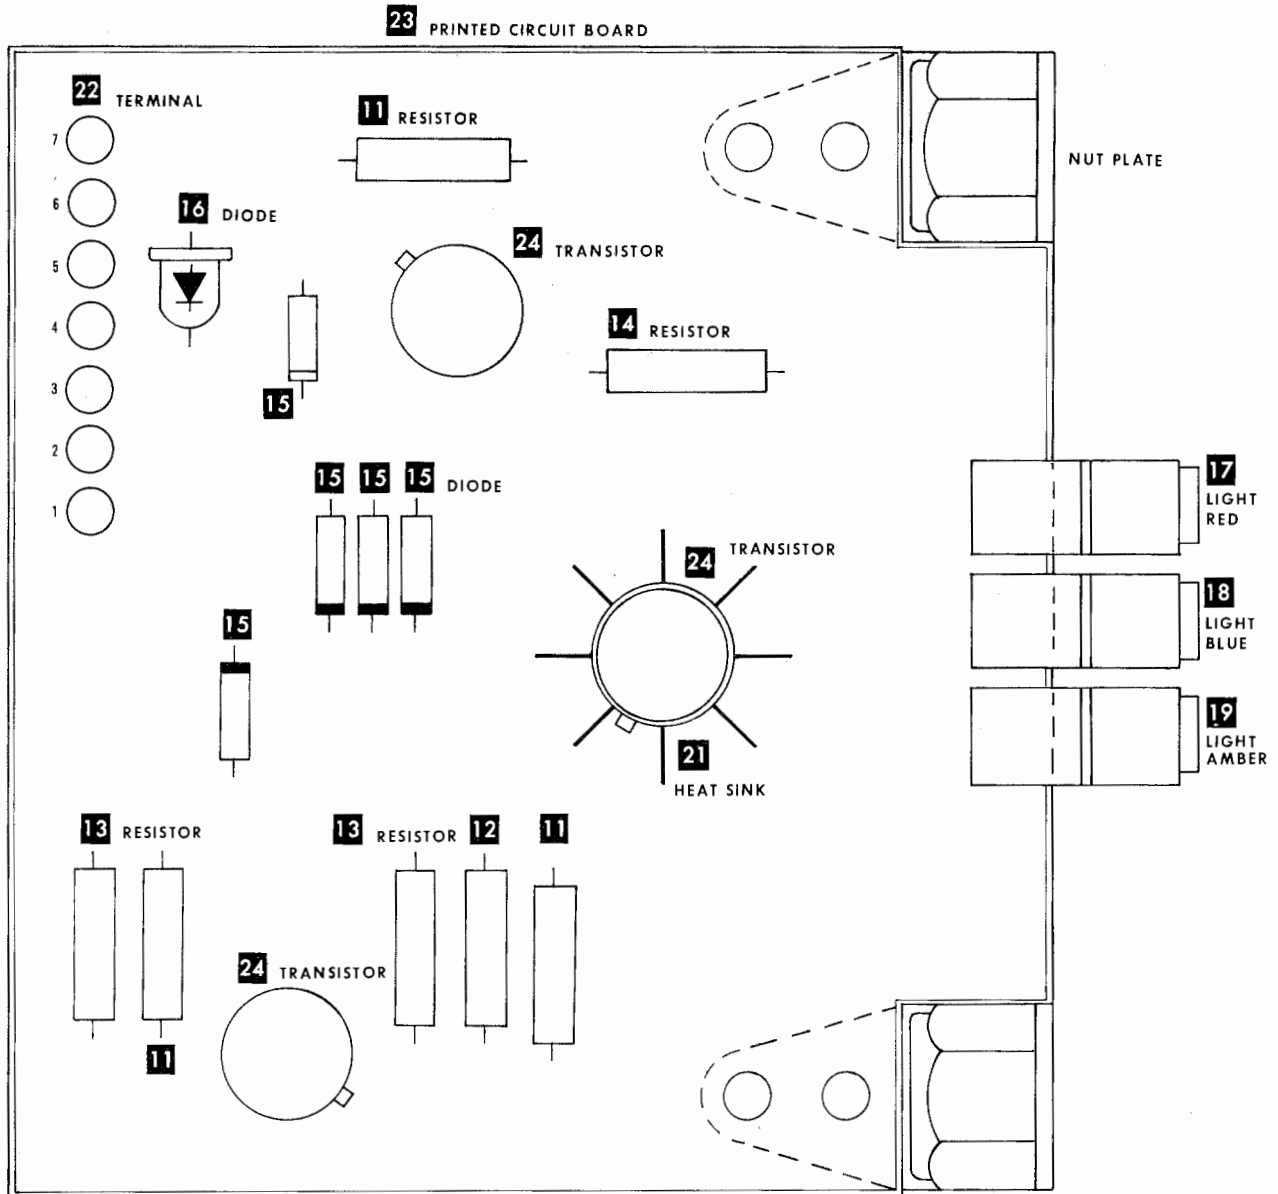 23 PRINTED CIRCUIT BOARD
22 TERMINAL
11 RESISTOR
7
NUT PLATE
6
16 DIODE
24 TRANSISTOR
5
4
14 RESISTOR
3
15
2
15 15 15 DIODE
1
17
LIGHT
RED
24 TRANSISTOR
18
LIGHT
BLUE
15
19
LIGHT
AMBER
21
HEAT SINK
13 RESISTOR
13 RESISTOR 12 11
24 TRANSISTOR
11